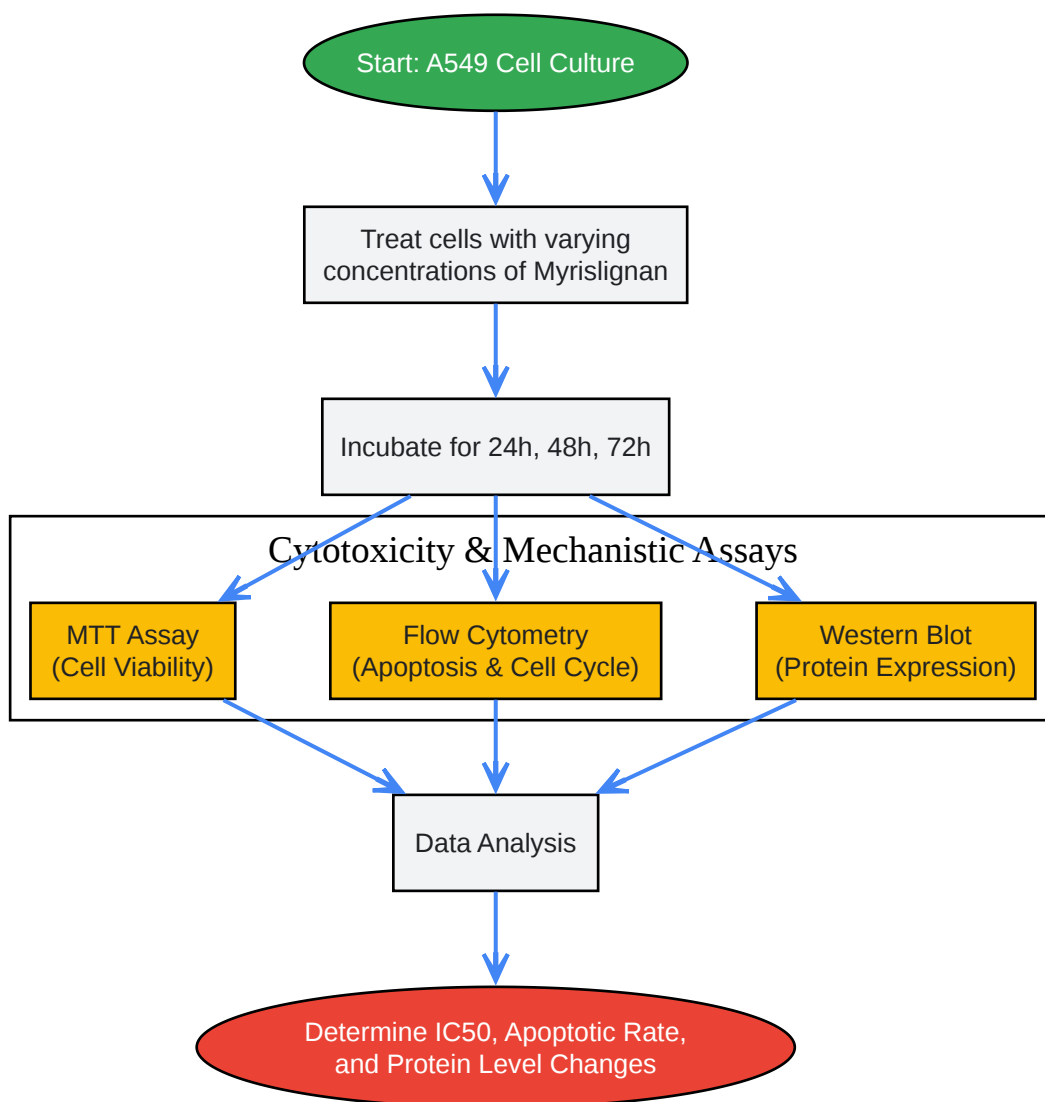 Start: A549 Cell Culture
Treat cells with varying
concentrations of Myrislignan
Incubate for 24h, 48h, 72h
Cytotoxicity & Mechanistic Assays
MTT Assay
(Cell Viability)
Flow Cytometry
(Apoptosis & Cell Cycle)
Western Blot
(Protein Expression)
Data Analysis
Determine IC50, Apoptotic Rate,
and Protein Level Changes